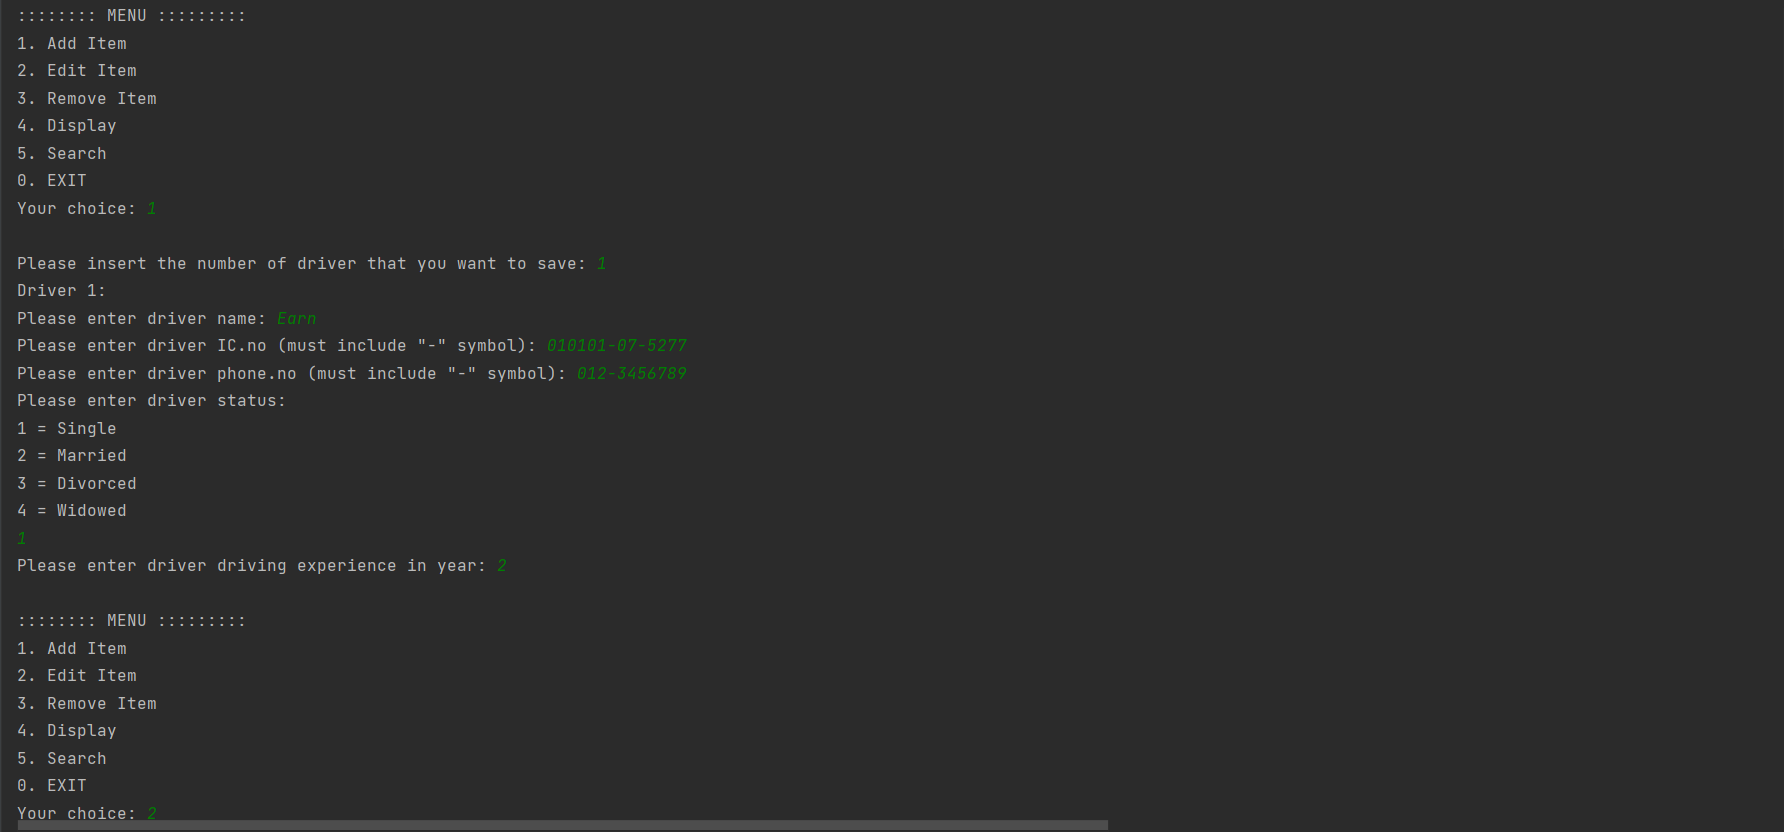 :::::::: MENU :::::::::
1. Add Item
2. Edit Item
3. Remove Item
4. Display
5. Search
0. EXIT
Your choice: 1
Please insert the number of driver that you want to save: 1
Driver 1:
Please enter driver name: Earn
Please enter driver IC.no (must include "-" symbol): 010101-07-5277
Please enter driver phone.no (must include "-" symbol): 012-3456789
Please enter driver status:
1 = Single
2 = Married
3 = Divorced
4 = Widowed
1
Please enter driver driving experience in year: 2
:::::::: MENU :::::::::
1. Add Item
2. Edit Item
3. Remove Item
4. Display
5. Search
0. EXIT
Your choice: 2